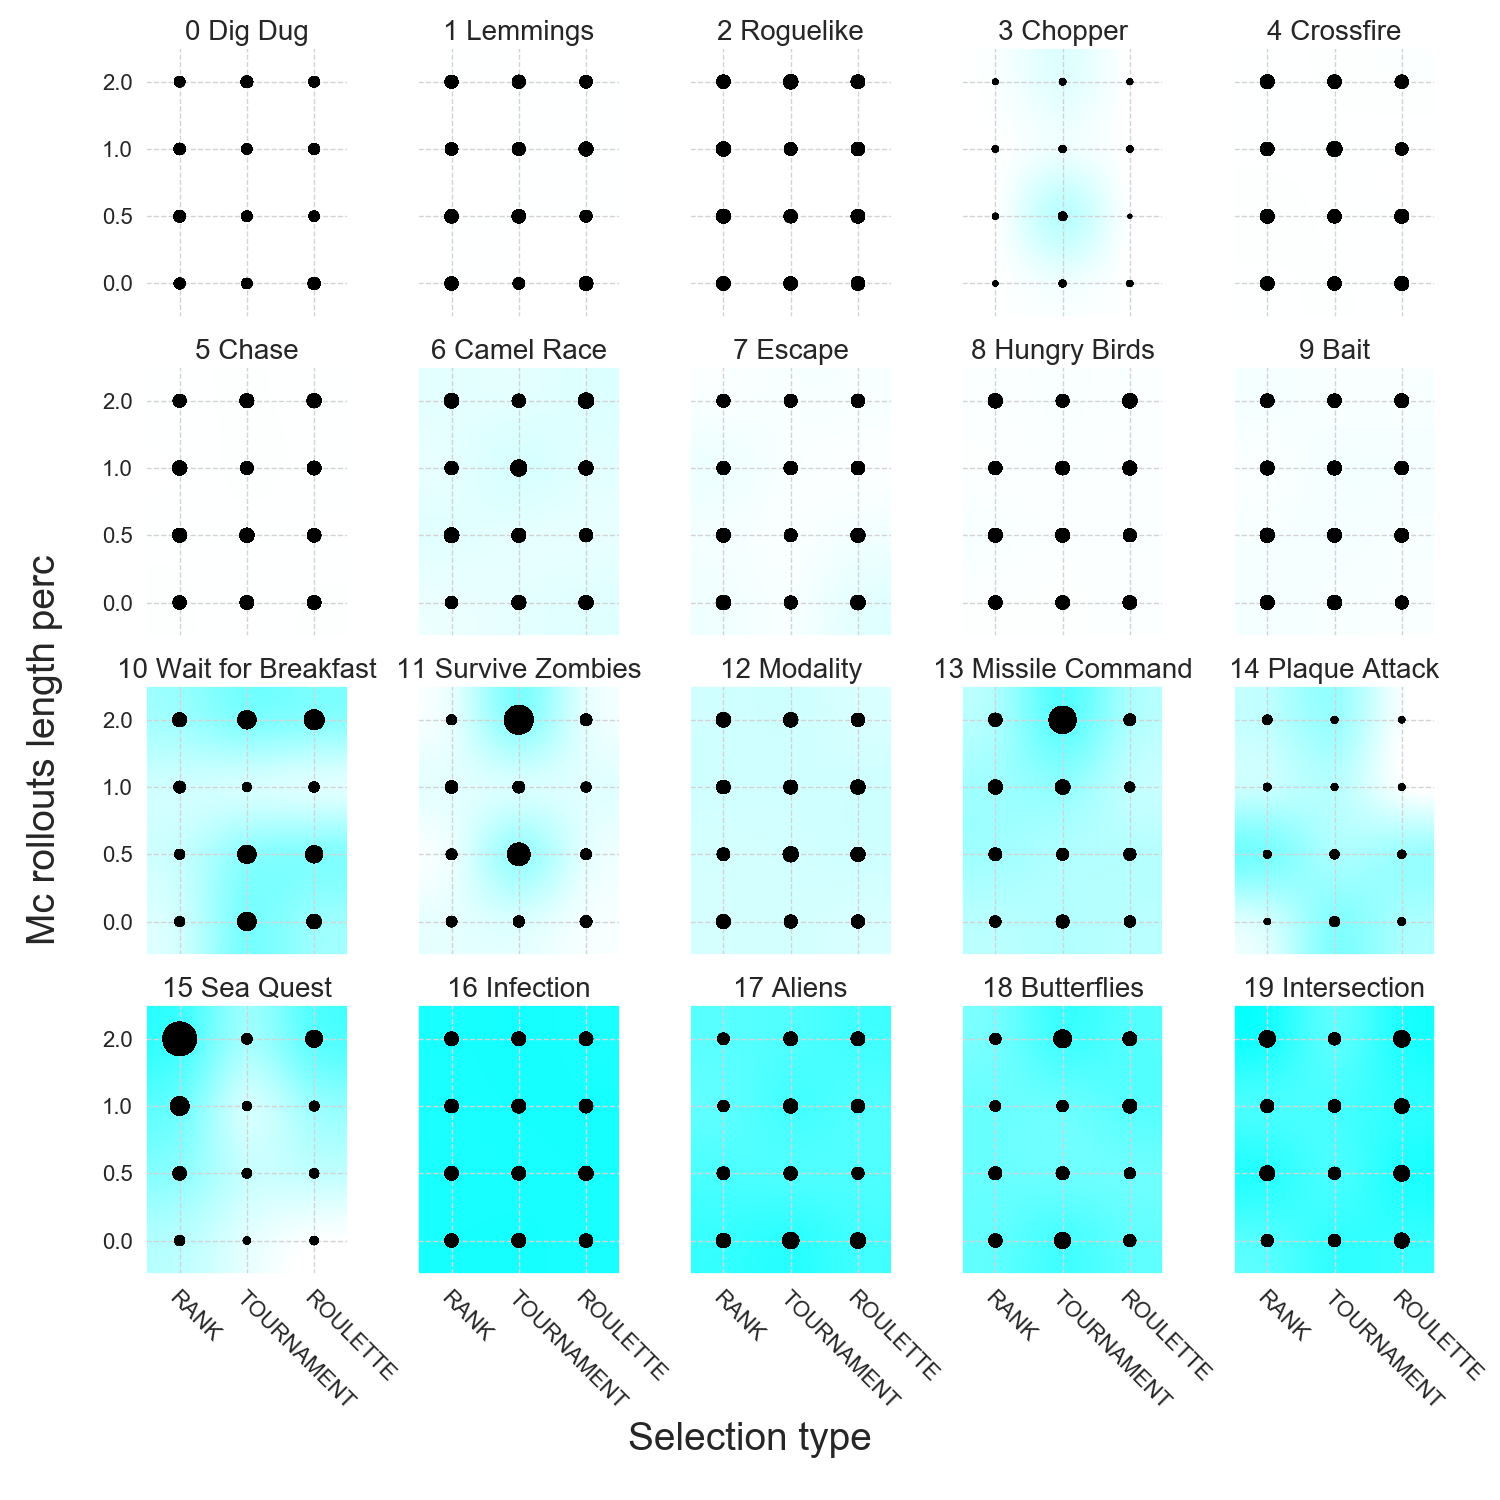 0 Dig Dug
1 Lemmings
2 Roguelike
3 Chopper
4 Crossfire
2.0
1.0
0.5
0.0
5 Chase
6 Camel Race
7 Escape
8 Hungry Birds
9 Bait
2.0
1.0
0.5
0.0
10 Wait for Breakfast
11 Survive Zombies
12 Modality
13 Missile Command
14 Plaque Attack
2.0
1.0
0.5
0.0
15 Sea Quest
16 Infection
17 Aliens
18 Butterflies
19 Intersection
2.0
1.0
0.5
0.0
RANK
TOURNAMENT
ROULETTE
RANK
TOURNAMENT
ROULETTE
RANK
TOURNAMENT
ROULETTE
RANK
TOURNAMENT
ROULETTE
RANK
TOURNAMENT
ROULETTE
Mc rollouts length perc
Selection type